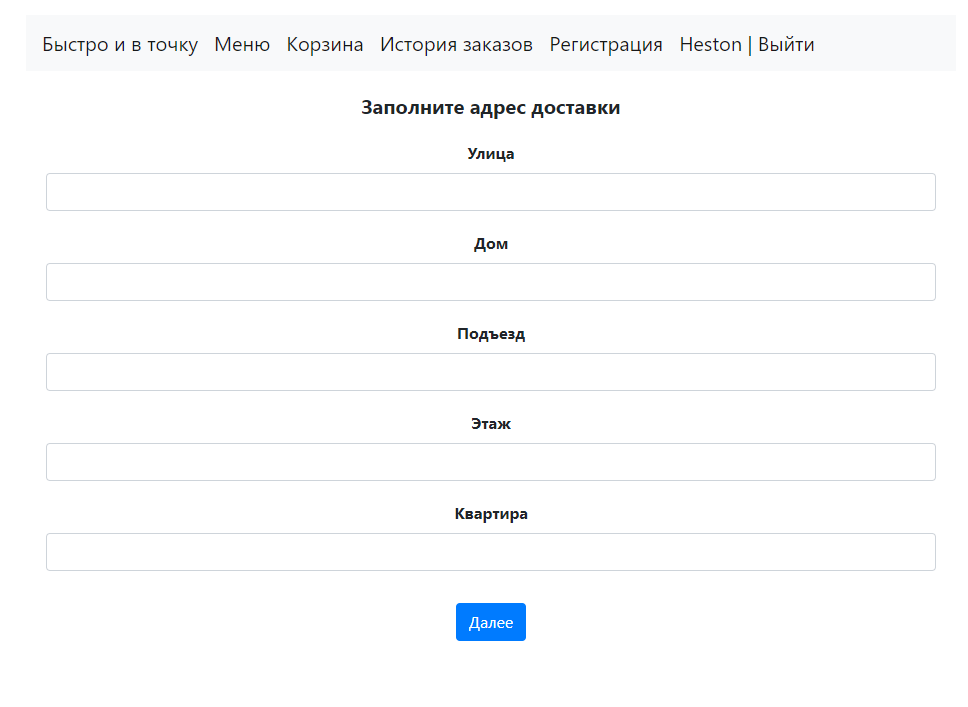 Быстро и в точку Меню Корзина История заказов Регистрация Heston | Выйти
Заполните адрес доставки
Улица
Дом
Подъезд
Этаж
Квартира
Далее